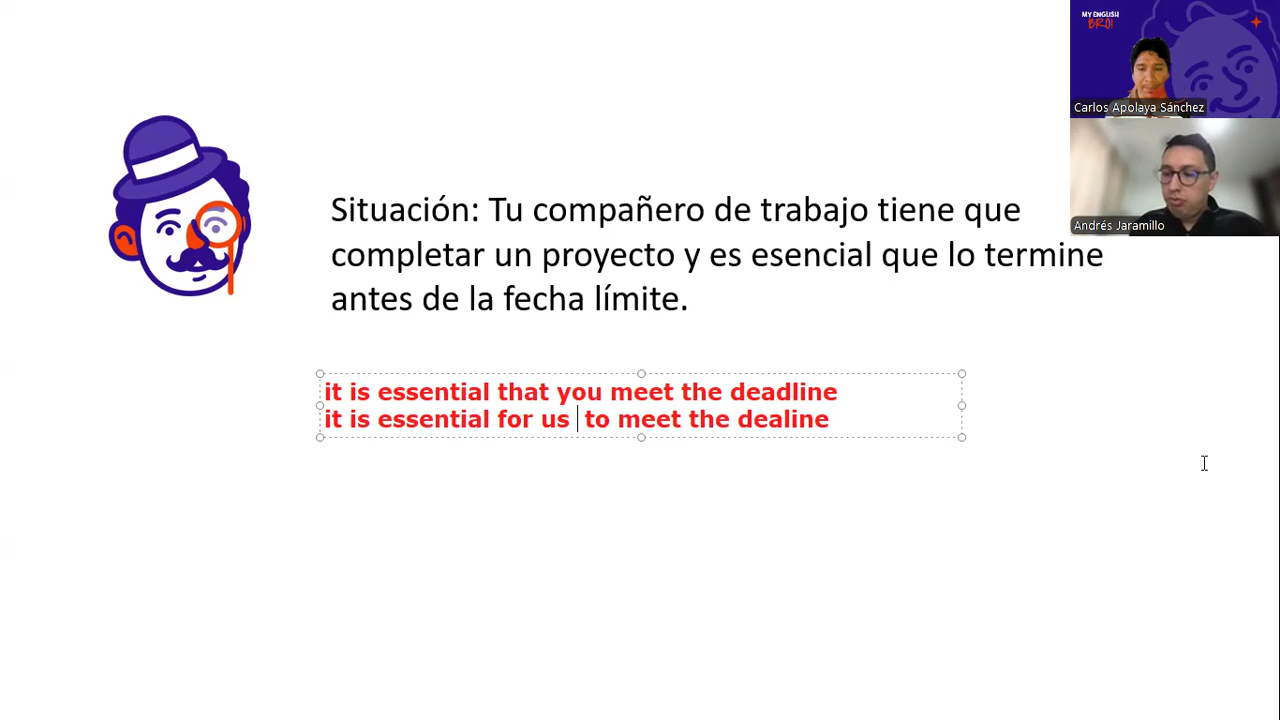 MY ENGLISH
BRO!
Carlos Apolaya Sánchez
Andrés Jaramillo
Situación: Tu compañero de trabajo tiene que
completar un proyecto y es esencial que lo termine
antes de la fecha límite.
it is essential that you meet the deadline
it is essential for us to meet the dealine